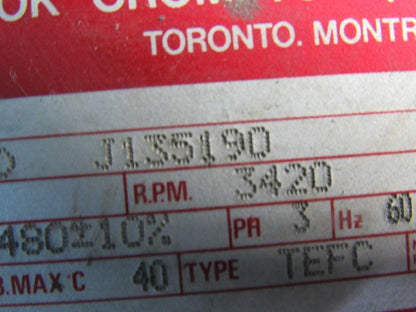 TORONTO. MONTR
J135190
R.P.M. 3420
480±10% PH 3 Hz 60
B.MAX°C 40 TYPE TEFC